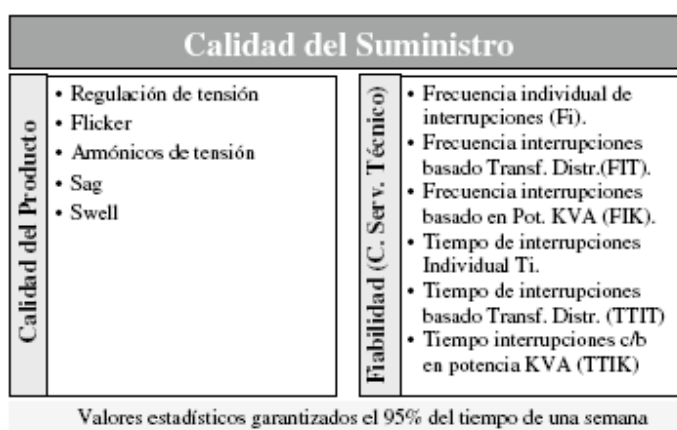 Calidad del Suministro
Calidad del Producto
• Regulación de tensión
• Flicker
• Armónicos de tensión
• Sag
• Swell
Fiabilidad (C. Serv. Técnico)
• Frecuencia individual de
interrupciones (Fi).
• Frecuencia interrupciones
basado Transf. Distr.(FIT).
• Frecuencia interrupciones
basado en Pot. KVA (FIK).
• Tiempo de interrupciones
Individual Ti.
• Tiempo de interrupciones
basado Transf. Distr. (TTIT)
• Tiempo interrupciones c/b
en potencia KVA (TTIK)
Valores estadísticos garantizados el 95% del tiempo de una semana